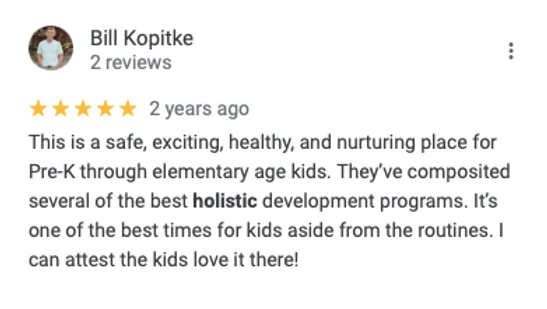 Bill Kopitke
2 reviews
2 years ago
This is a safe, exciting, healthy, and nurturing place for
Pre-K through elementary age kids. They’ve composited
several of the best holistic development programs. It’s
one of the best times for kids aside from the routines. I
can attest the kids love it there!